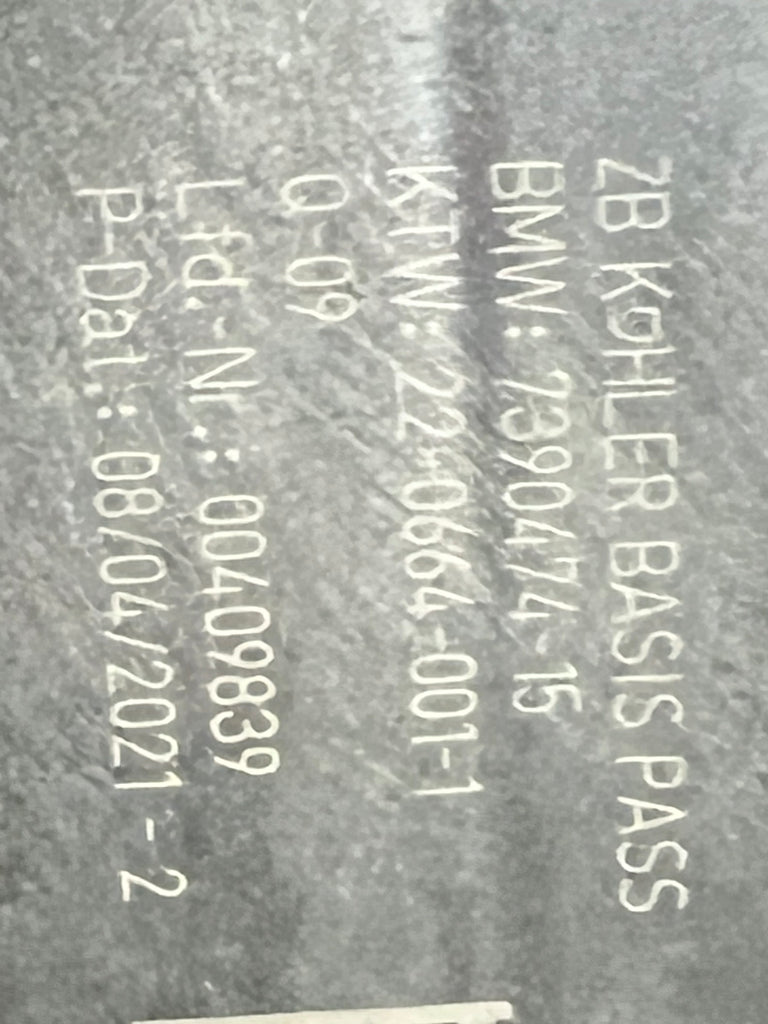 ZB KÜHLER BASIS PASS
BMW: 7390474-15
KTW: 22-0664-001-1
Q-09
Lfd.-Nr.: 00409839
P-Dat.: 08/04/2021 - 2